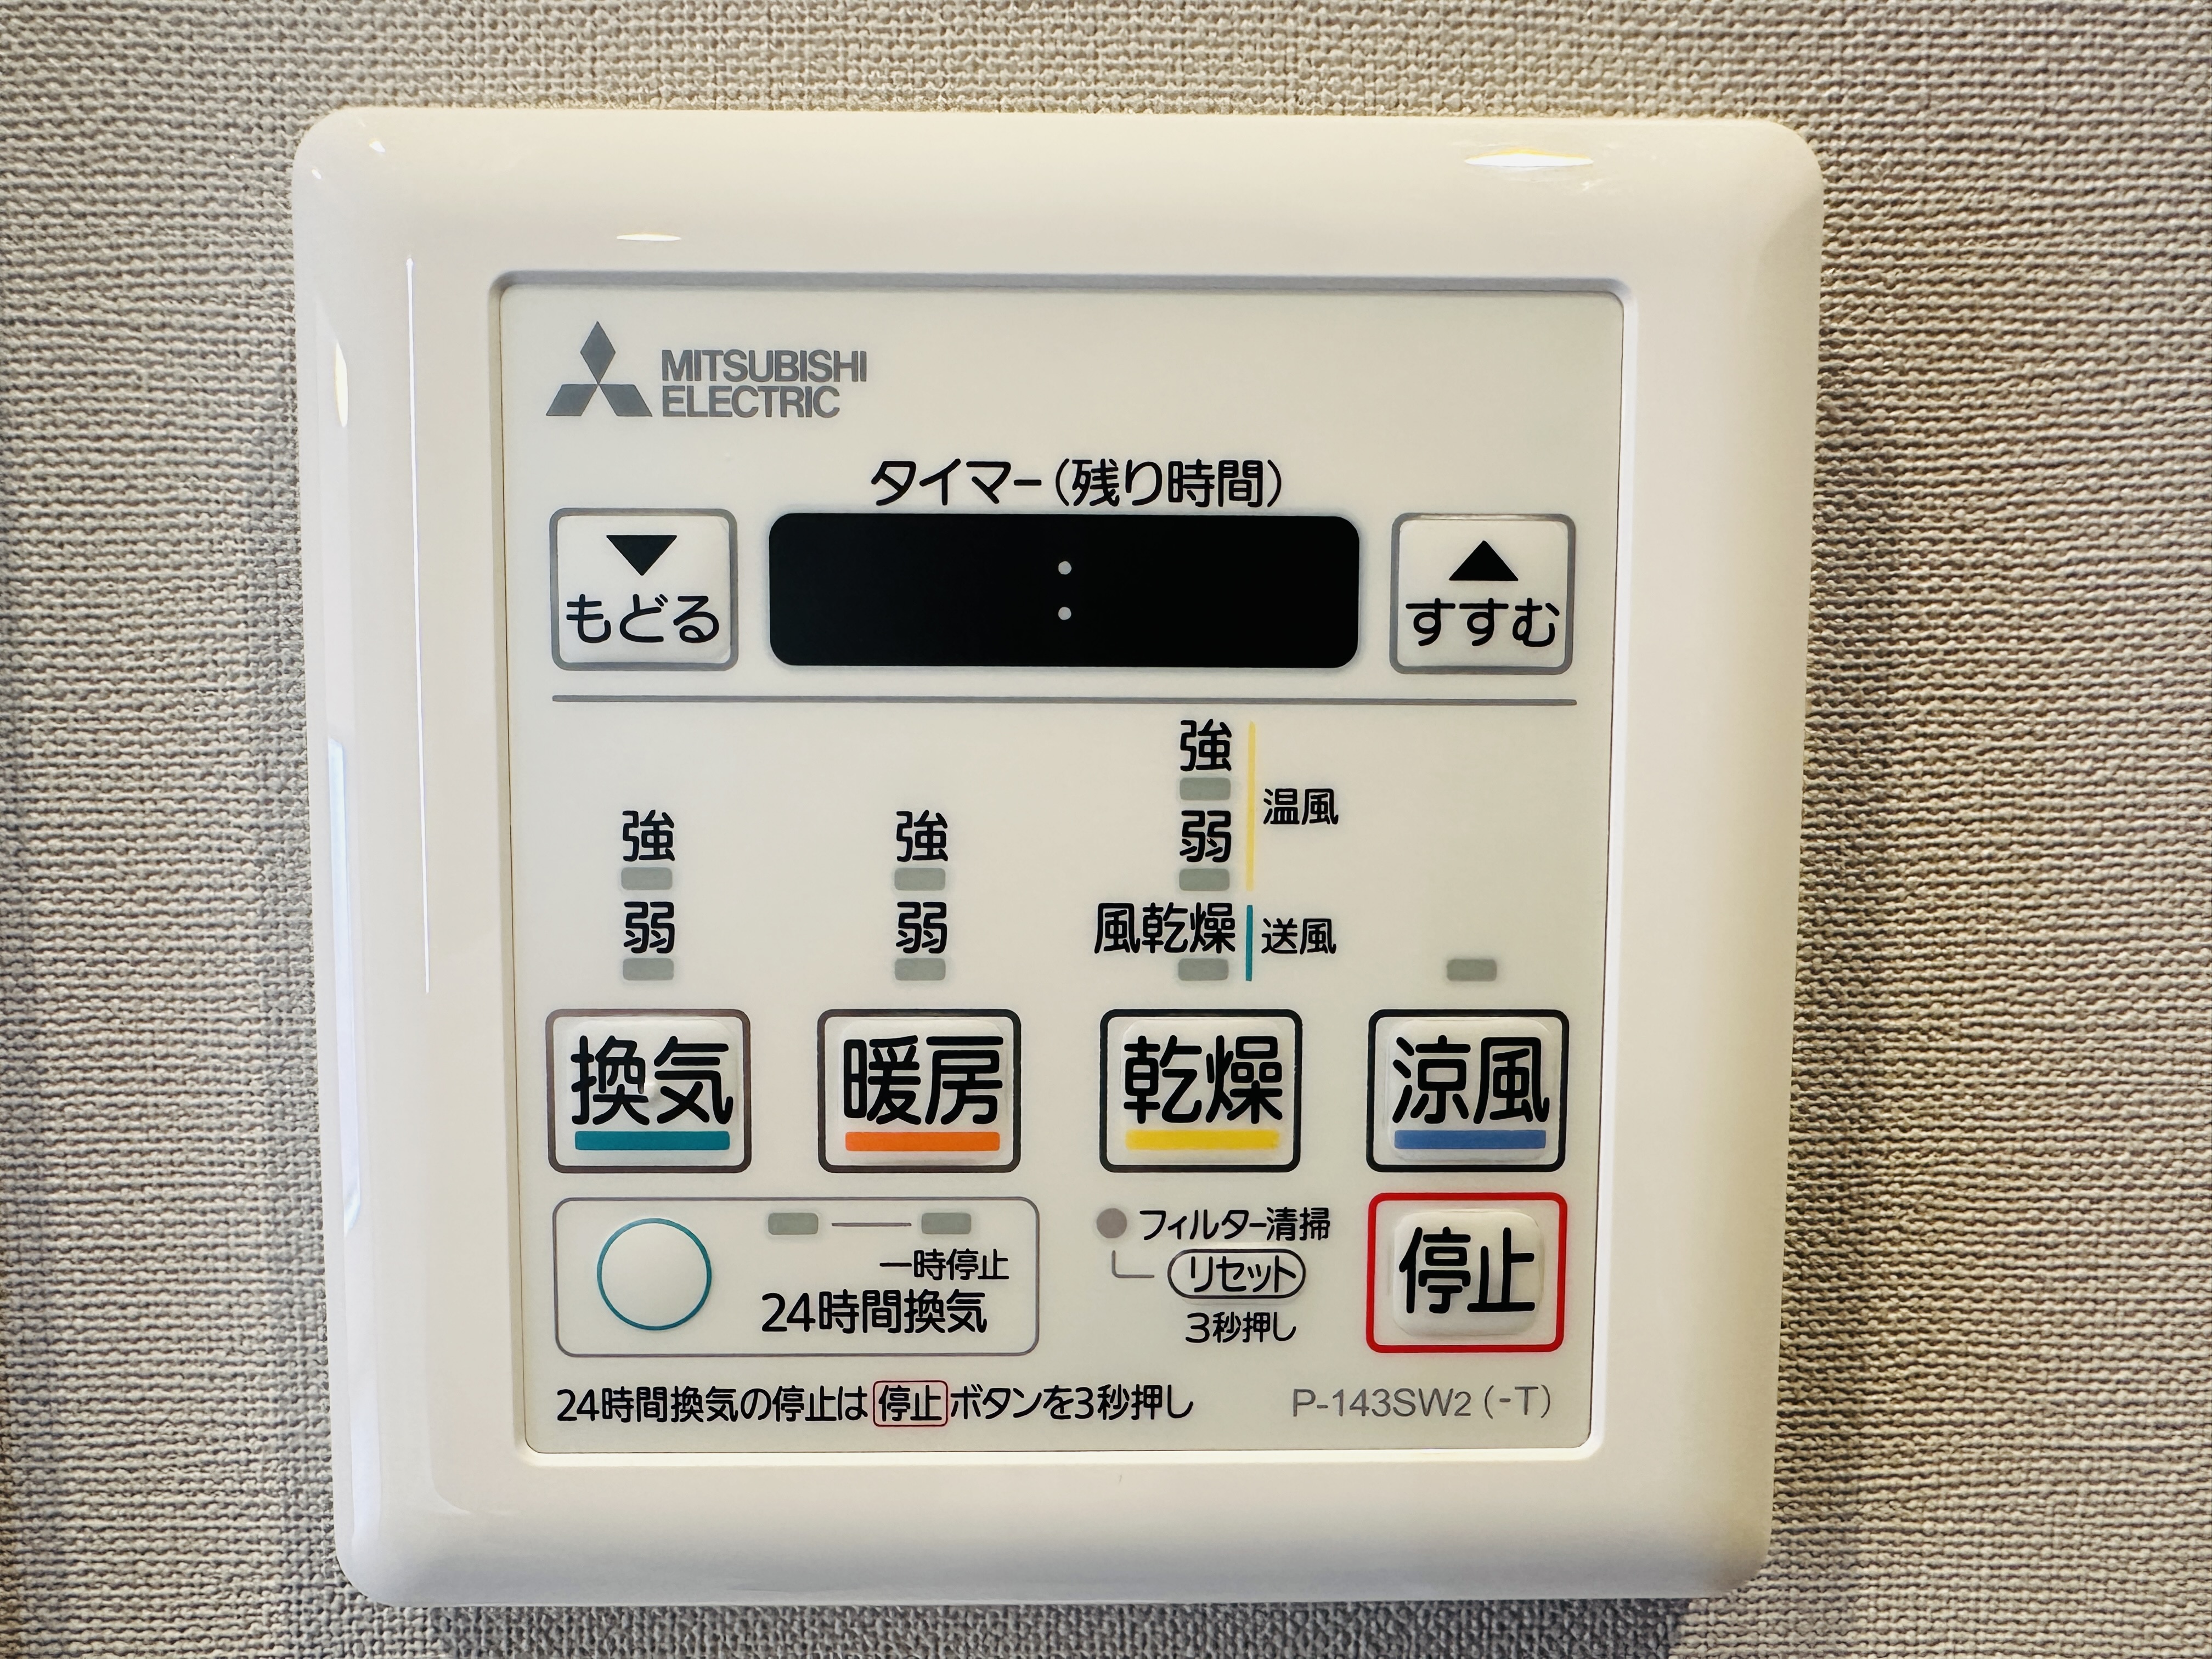 MITSUBISHI
ELECTRIC
タイマー(残り時間)
▼
もどる
:
▲
すすむ
強
弱
強
弱
強
弱
温風
風乾燥
送風
換気
暖房
乾燥
涼風
一時停止
24時間換気
フィルター清掃
リセット
3秒押し
停止
24時間換気の停止は停止ボタンを3秒押し
P-143SW2(-T)